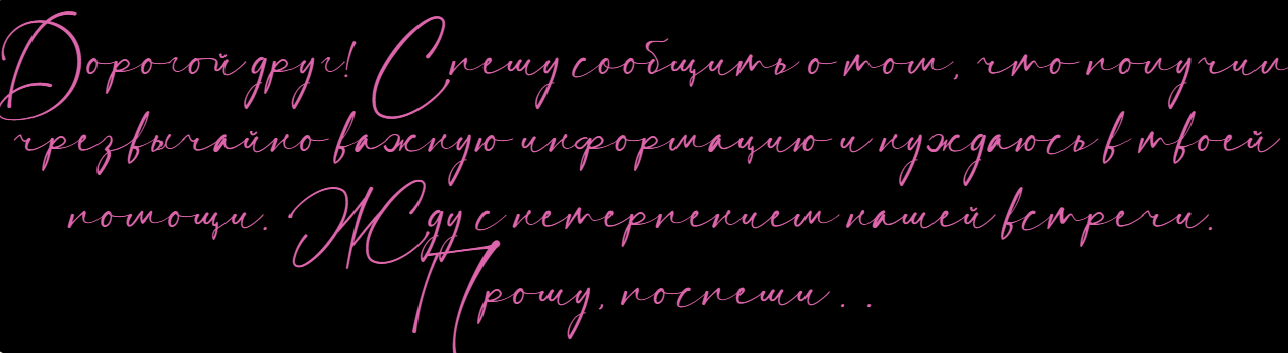 Дорогой друг! Спешу сообщить о том, что получил
чрезвычайно важную информацию и нуждаюсь в твоей
помощи. Жду с нетерпением нашей встречи.
Прошу, поспеши . .